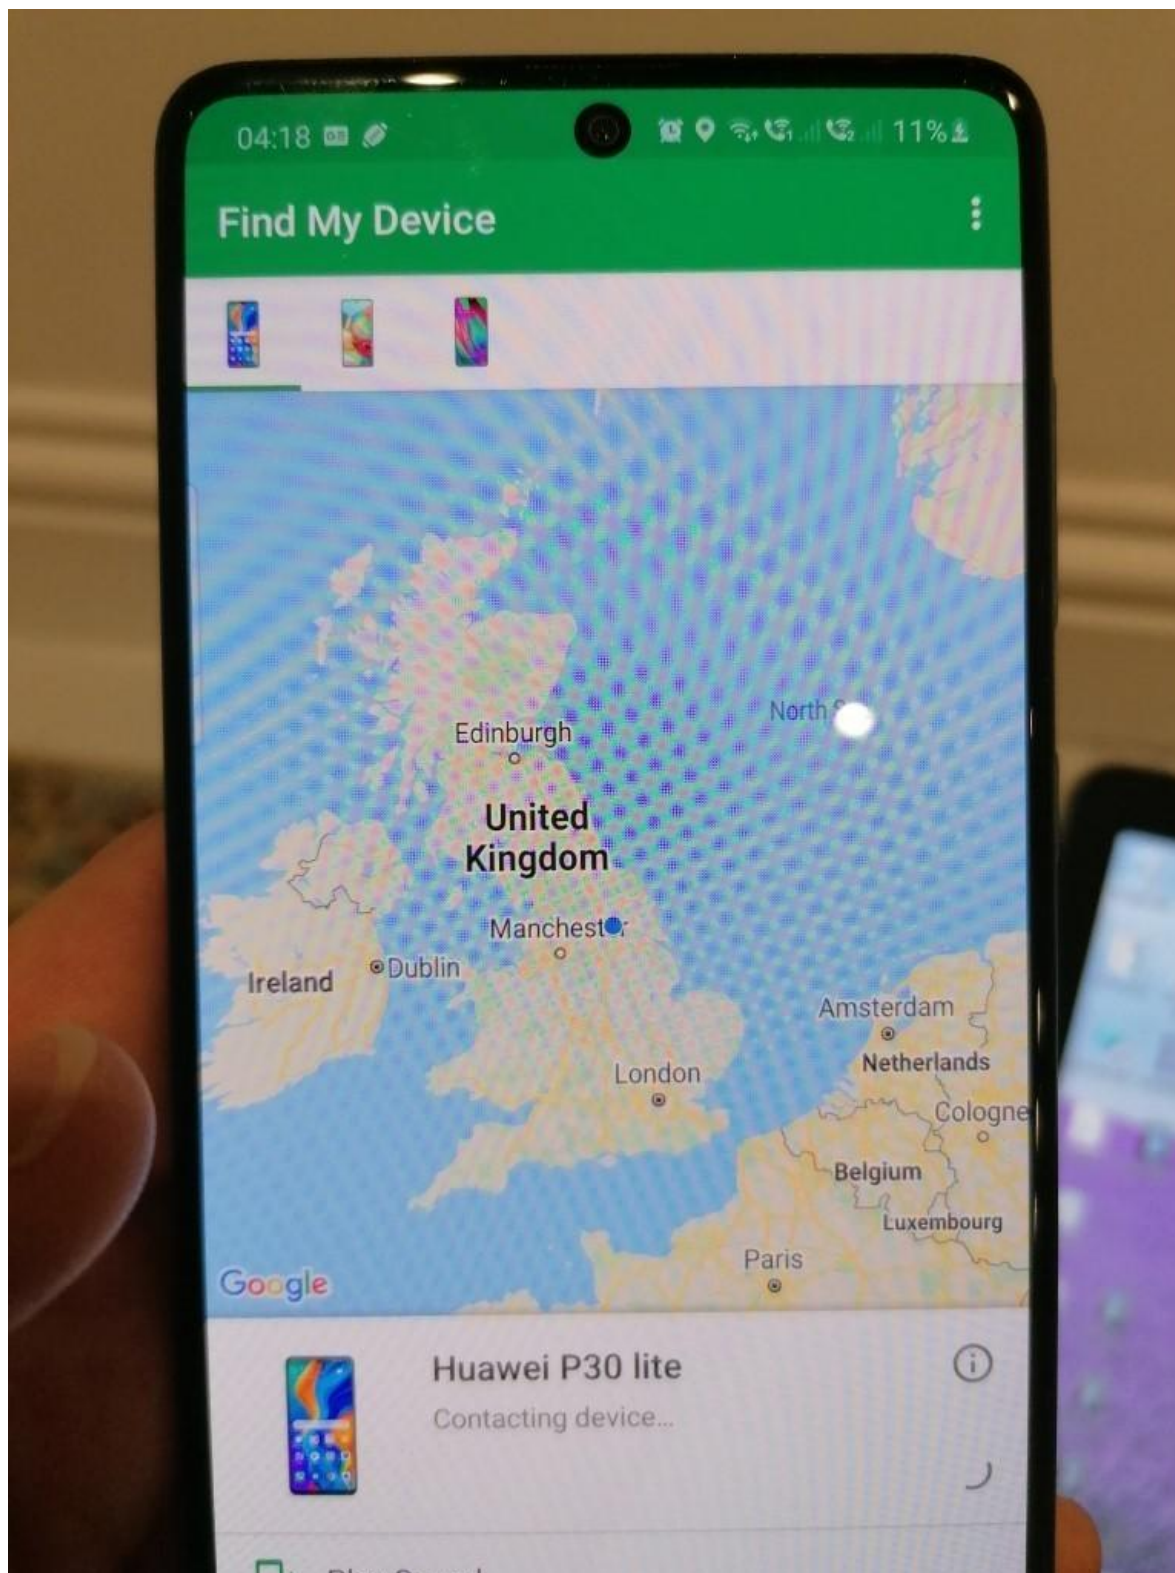 04:18 11%
Find My Device
North
Edinburgh
United
Kingdom
Manchester
Dublin
Ireland
Amsterdam
Netherlands
London
Cologne
Belgium
Luxembourg
Paris
Google
Huawei P30 lite
Contacting device...